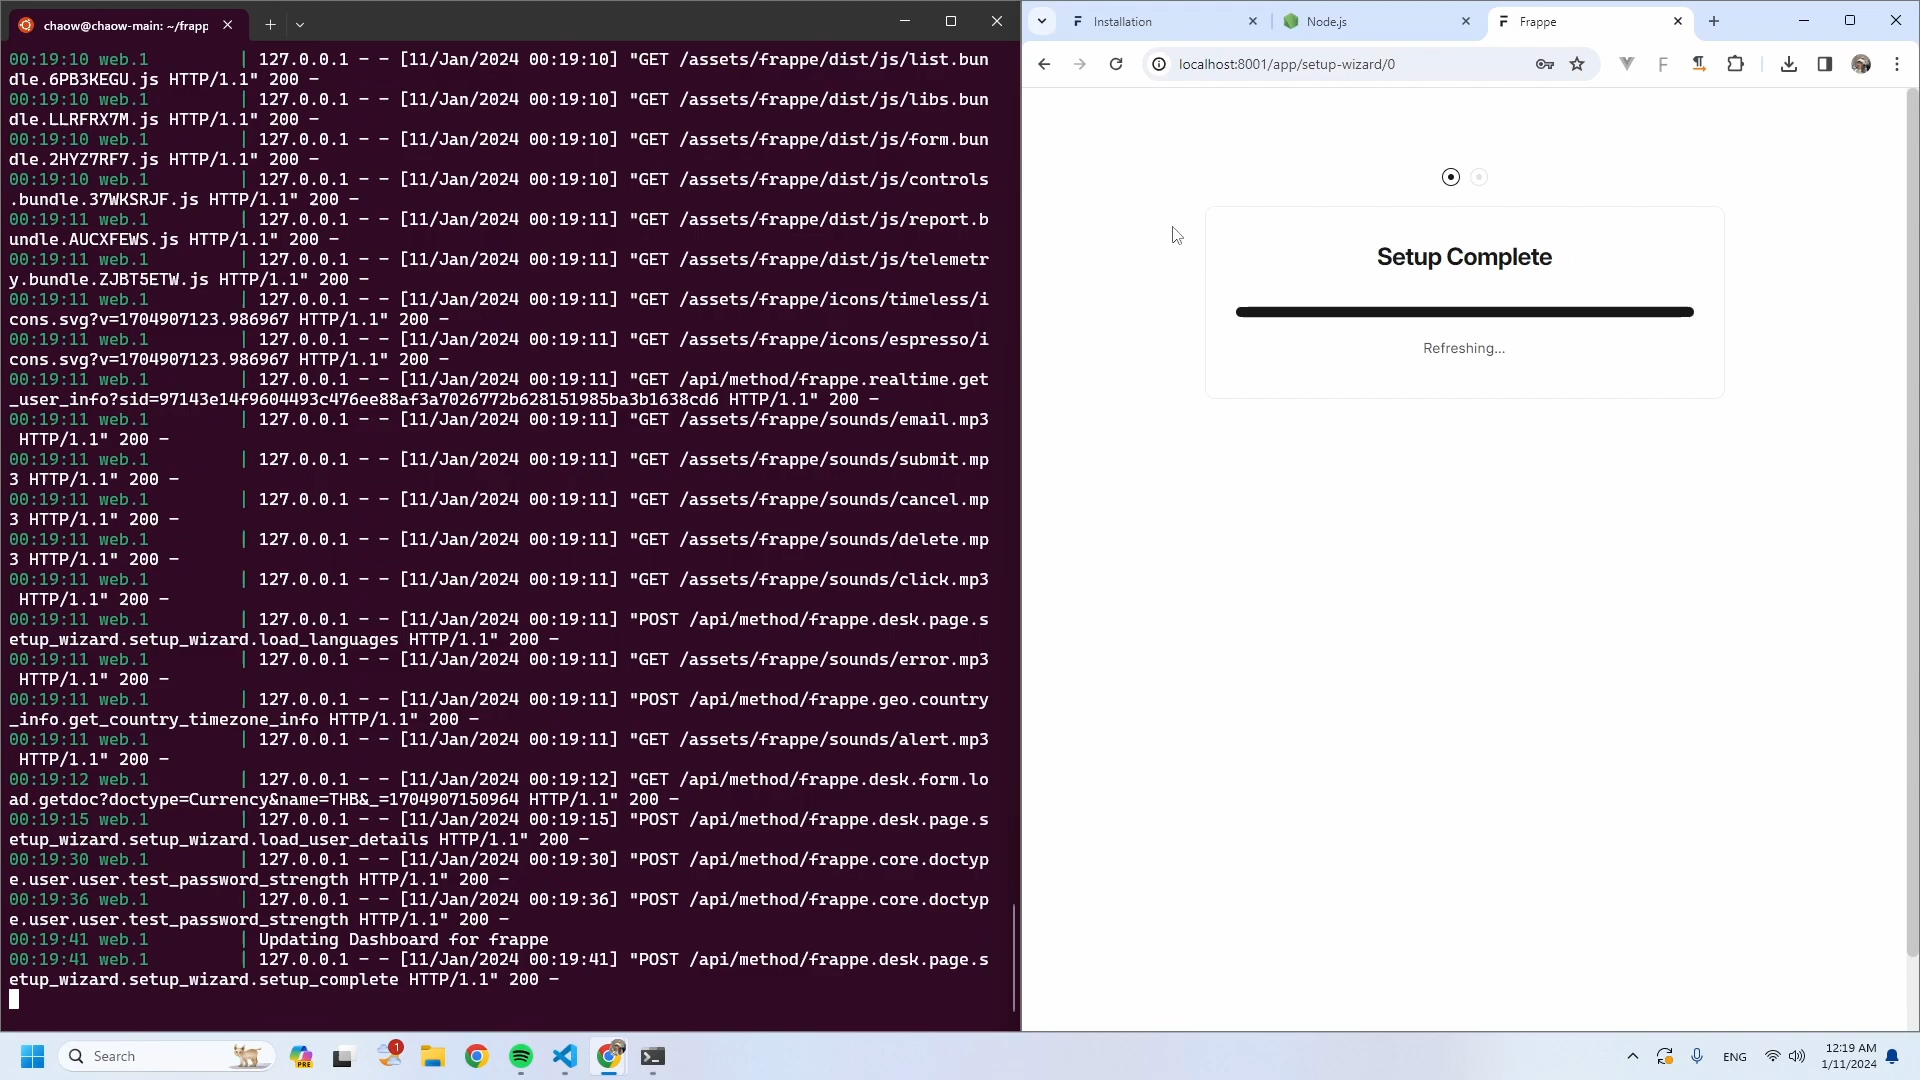 chaow@chaow-main: ~/frapp
00:19:10 web.1         | 127.0.0.1 - - [11/Jan/2024 00:19:10] "GET /assets/frappe/dist/js/list.bun
dle.6PB3KEGU.js HTTP/1.1" 200 -
00:19:10 web.1         | 127.0.0.1 - - [11/Jan/2024 00:19:10] "GET /assets/frappe/dist/js/libs.bun
dle.LLRFRX7M.js HTTP/1.1" 200 -
00:19:10 web.1         | 127.0.0.1 - - [11/Jan/2024 00:19:10] "GET /assets/frappe/dist/js/form.bun
dle.2HYZ7RF7.js HTTP/1.1" 200 -
00:19:10 web.1         | 127.0.0.1 - - [11/Jan/2024 00:19:10] "GET /assets/frappe/dist/js/controls
.bundle.37WKSRJF.js HTTP/1.1" 200 -
00:19:11 web.1         | 127.0.0.1 - - [11/Jan/2024 00:19:11] "GET /assets/frappe/dist/js/report.b
undle.AUCXFEWS.js HTTP/1.1" 200 -
00:19:11 web.1         | 127.0.0.1 - - [11/Jan/2024 00:19:11] "GET /assets/frappe/dist/js/telemetr
y.bundle.ZJBT5ETW.js HTTP/1.1" 200 -
00:19:11 web.1         | 127.0.0.1 - - [11/Jan/2024 00:19:11] "GET /assets/frappe/icons/timeless/i
cons.svg?v=1704907123.986967 HTTP/1.1" 200 -
00:19:11 web.1         | 127.0.0.1 - - [11/Jan/2024 00:19:11] "GET /assets/frappe/icons/espresso/i
cons.svg?v=1704907123.986967 HTTP/1.1" 200 -
00:19:11 web.1         | 127.0.0.1 - - [11/Jan/2024 00:19:11] "GET /api/method/frappe.realtime.get
_user_info?sid=97143e14f9604493c476ee88af3a7026772b628151985ba3b1638cd6 HTTP/1.1" 200 -
00:19:11 web.1         | 127.0.0.1 - - [11/Jan/2024 00:19:11] "GET /assets/frappe/sounds/email.mp3
 HTTP/1.1" 200 -
00:19:11 web.1         | 127.0.0.1 - - [11/Jan/2024 00:19:11] "GET /assets/frappe/sounds/submit.mp
3 HTTP/1.1" 200 -
00:19:11 web.1         | 127.0.0.1 - - [11/Jan/2024 00:19:11] "GET /assets/frappe/sounds/cancel.mp
3 HTTP/1.1" 200 -
00:19:11 web.1         | 127.0.0.1 - - [11/Jan/2024 00:19:11] "GET /assets/frappe/sounds/delete.mp
3 HTTP/1.1" 200 -
00:19:11 web.1         | 127.0.0.1 - - [11/Jan/2024 00:19:11] "GET /assets/frappe/sounds/click.mp3
 HTTP/1.1" 200 -
00:19:11 web.1         | 127.0.0.1 - - [11/Jan/2024 00:19:11] "POST /api/method/frappe.desk.page.s
etup_wizard.setup_wizard.load_languages HTTP/1.1" 200 -
00:19:11 web.1         | 127.0.0.1 - - [11/Jan/2024 00:19:11] "GET /assets/frappe/sounds/error.mp3
 HTTP/1.1" 200 -
00:19:11 web.1         | 127.0.0.1 - - [11/Jan/2024 00:19:11] "POST /api/method/frappe.geo.country
_info.get_country_timezone_info HTTP/1.1" 200 -
00:19:11 web.1         | 127.0.0.1 - - [11/Jan/2024 00:19:11] "GET /assets/frappe/sounds/alert.mp3
 HTTP/1.1" 200 -
00:19:12 web.1         | 127.0.0.1 - - [11/Jan/2024 00:19:12] "GET /api/method/frappe.desk.form.lo
ad.getdoc?doctype=Currency&name=THB&_=1704907150964 HTTP/1.1" 200 -
00:19:15 web.1         | 127.0.0.1 - - [11/Jan/2024 00:19:15] "POST /api/method/frappe.desk.page.s
etup_wizard.setup_wizard.load_user_details HTTP/1.1" 200 -
00:19:30 web.1         | 127.0.0.1 - - [11/Jan/2024 00:19:30] "POST /api/method/frappe.core.doctyp
e.user.user.test_password_strength HTTP/1.1" 200 -
00:19:36 web.1         | 127.0.0.1 - - [11/Jan/2024 00:19:36] "POST /api/method/frappe.core.doctyp
e.user.user.test_password_strength HTTP/1.1" 200 -
00:19:41 web.1         | Updating Dashboard for frappe
00:19:41 web.1         | 127.0.0.1 - - [11/Jan/2024 00:19:41] "POST /api/method/frappe.desk.page.s
etup_wizard.setup_wizard.setup_complete HTTP/1.1" 200 -
Installation
Node.js
Frappe
localhost:8001/app/setup-wizard/0
Setup Complete
Refreshing...
Search
PRE
1
ENG
12:19 AM
1/11/2024